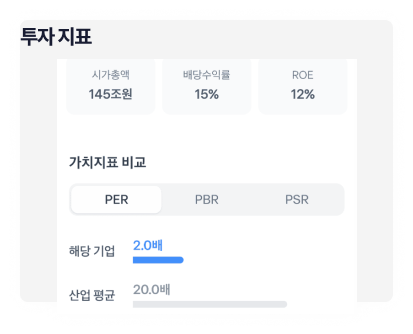 투자 지표
시가총액 배당수익률 ROE
145조원 15% 12%
가치지표 비교
PER PBR PSR
해당 기업 2.0배
산업 평균 20.0배